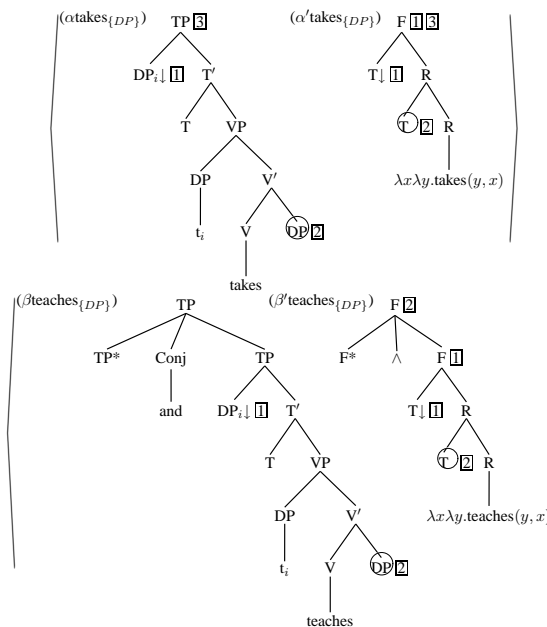 (αtakes{DP}) TP 3 (α′takes{DP}) F 1 3
DPi↓ 1 T′ T↓ 1 R
T VP T 2 R
DP V′ λxλy.takes(y, x)
ti V DP 2
takes
(βteaches{DP}) TP (β′teaches{DP}) F 2
TP* Conj TP F* ∧ F 1
and DPi↓ 1 T′ T↓ 1 R
T VP T 2 R
DP V′ λxλy.teaches(y, x)
ti V DP 2
teaches